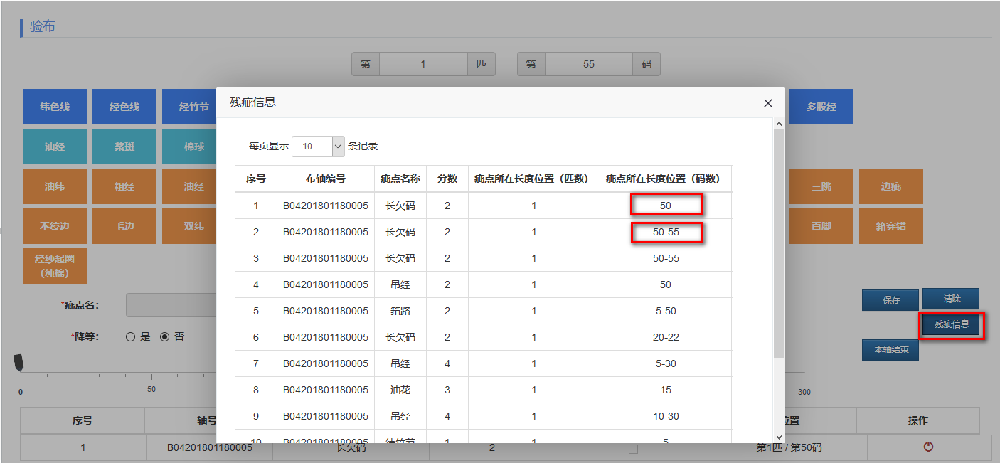 验布
第 1 匹 第 55 码
纬色线 经色线 经竹节 多股经
残疵信息
油经 浆斑 棉球
每页显示 10 条记录
油纬 粗经 油经 三跳 边疵
不绞边 毛边 双纬 百脚 筘穿错
经纱起圈
(纯棉)
序号 布轴编号 疵点名称 分数 疵点所在长度位置（匹数） 疵点所在长度位置（码数）
1 B04201801180005 长欠码 2 1 50
2 B04201801180005 长欠码 2 1 50-55
3 B04201801180005 长欠码 2 1 50-55
4 B04201801180005 吊经 2 1 50
5 B04201801180005 筘路 2 1 5-50
6 B04201801180005 长欠码 2 1 20-22
7 B04201801180005 吊经 4 1 5-30
8 B04201801180005 油花 3 1 15
9 B04201801180005 吊经 4 1 10-30
10 B04201801180005 纬竹节 1 1 5
*疵点名：
保存 清除
*降等： 是 否
残疵信息
本轴结束
0 50 300
序号 轴号 位置 操作
1 B04201801180005 长欠码 2 第1匹 / 第50码